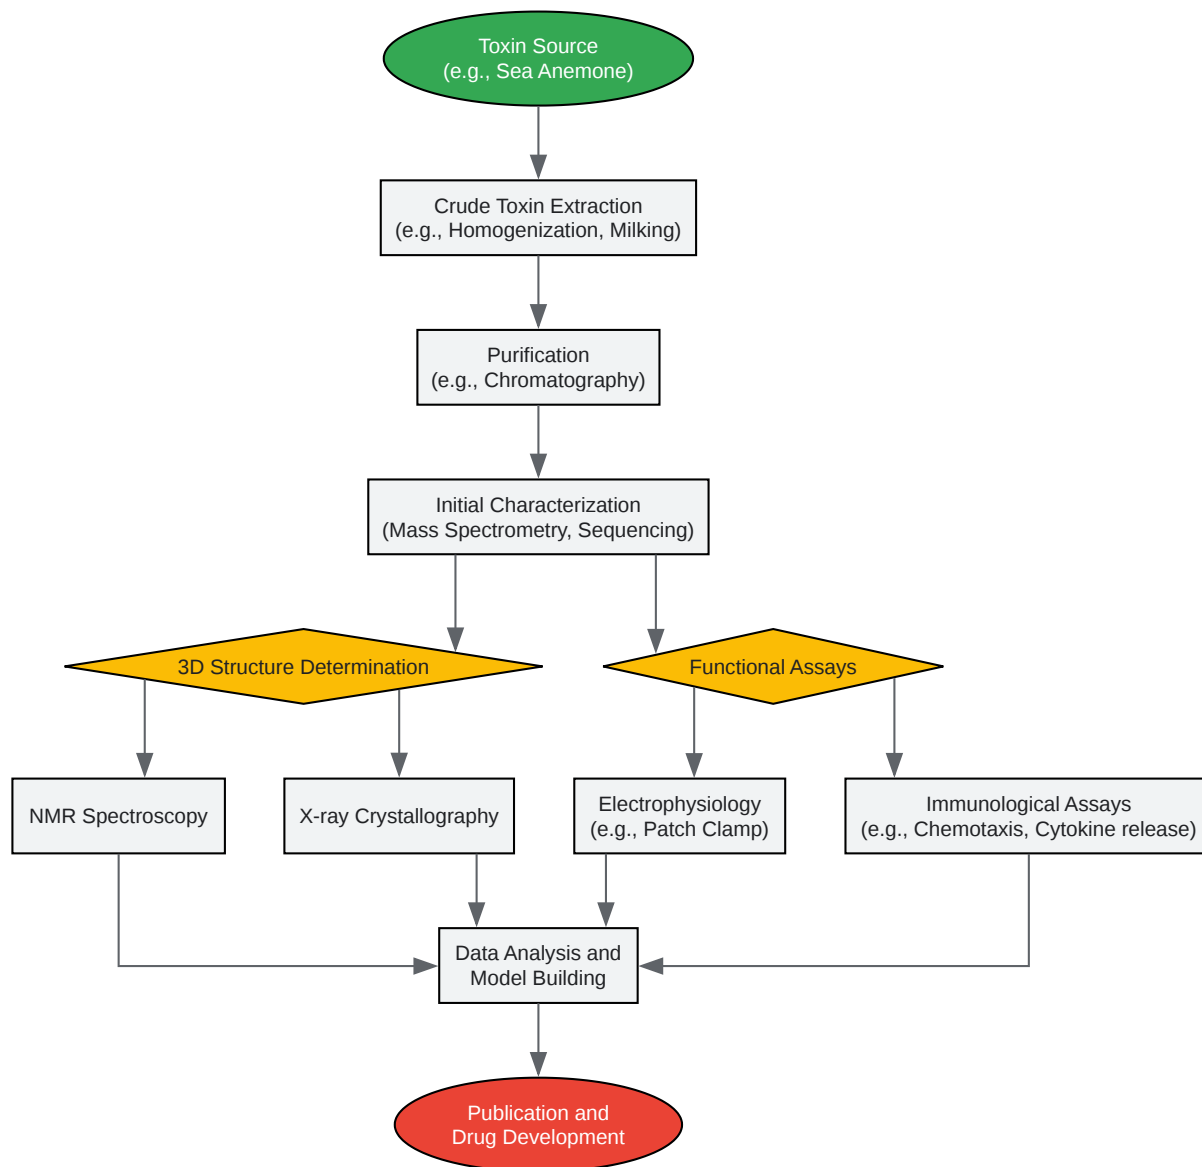 Toxin Source
(e.g., Sea Anemone)
Crude Toxin Extraction
(e.g., Homogenization, Milking)
Purification
(e.g., Chromatography)
Initial Characterization
(Mass Spectrometry, Sequencing)
3D Structure Determination
Functional Assays
NMR Spectroscopy
X-ray Crystallography
Electrophysiology
(e.g., Patch Clamp)
Immunological Assays
(e.g., Chemotaxis, Cytokine release)
Data Analysis and
Model Building
Publication and
Drug Development